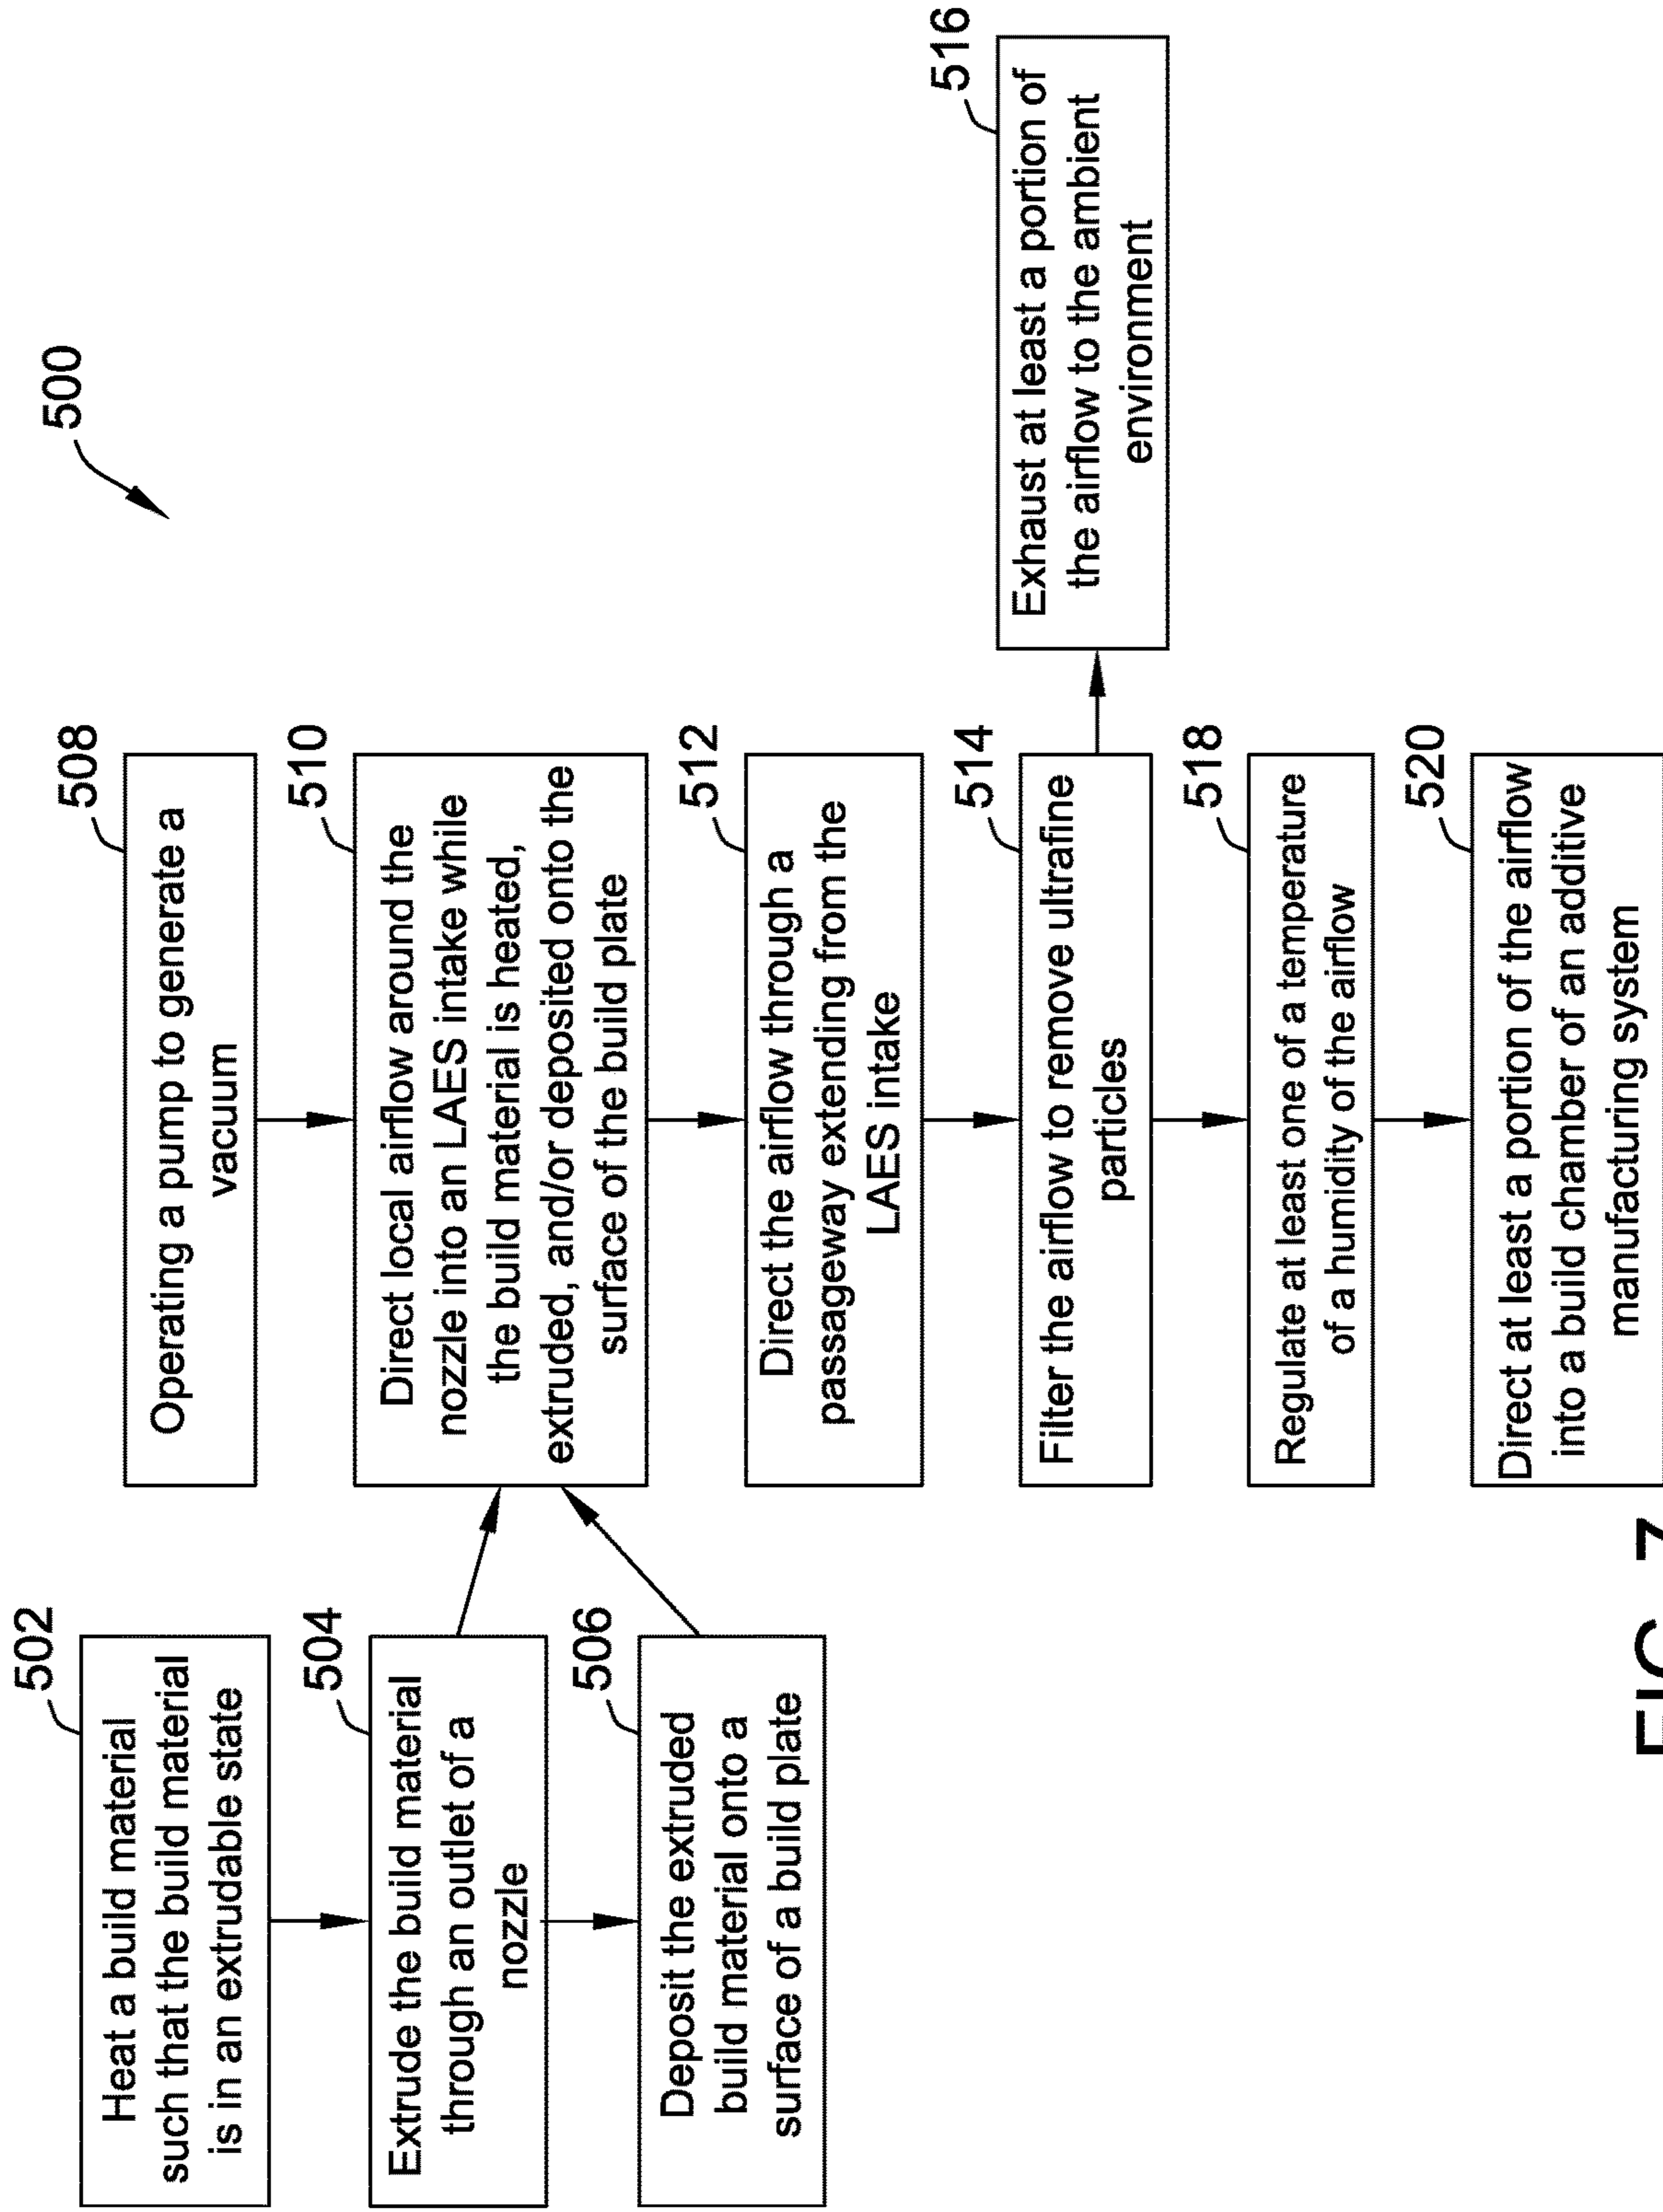 500
502
Heat a build material
such that the build material
is in an extrudable state
504
Extrude the build material
through an outlet of a
nozzle
506
Deposit the extruded
build material onto a
surface of a build plate
508
Operating a pump to generate a
vacuum
510
Direct local airflow around the
nozzle into an LAES intake while
the build material is heated,
extruded, and/or deposited onto the
surface of the build plate
512
Direct the airflow through a
passageway extending from the
LAES intake
514
Filter the airflow to remove ultrafine
particles
516
Exhaust at least a portion of
the airflow to the ambient
environment
518
Regulate at least one of a temperature
of a humidity of the airflow
520
Direct at least a portion of the airflow
into a build chamber of an additive
manufacturing system
FIG. 7